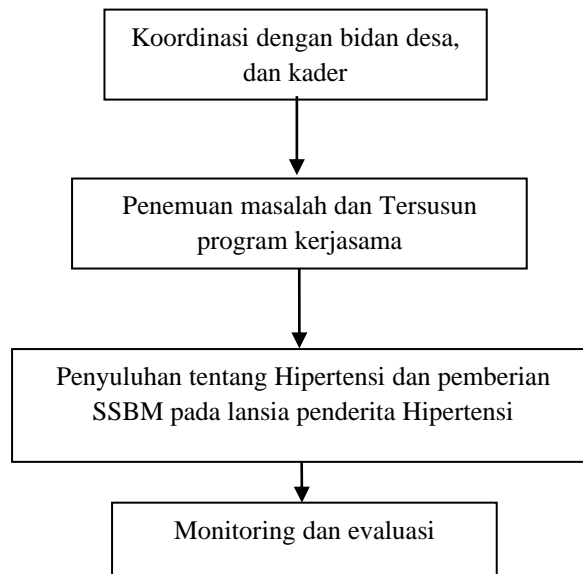 Koordinasi dengan bidan desa,
dan kader
Penemuan masalah dan Tersusun
program kerjasama
Penyuluhan tentang Hipertensi dan pemberian
SSBM pada lansia penderita Hipertensi
Monitoring dan evaluasi